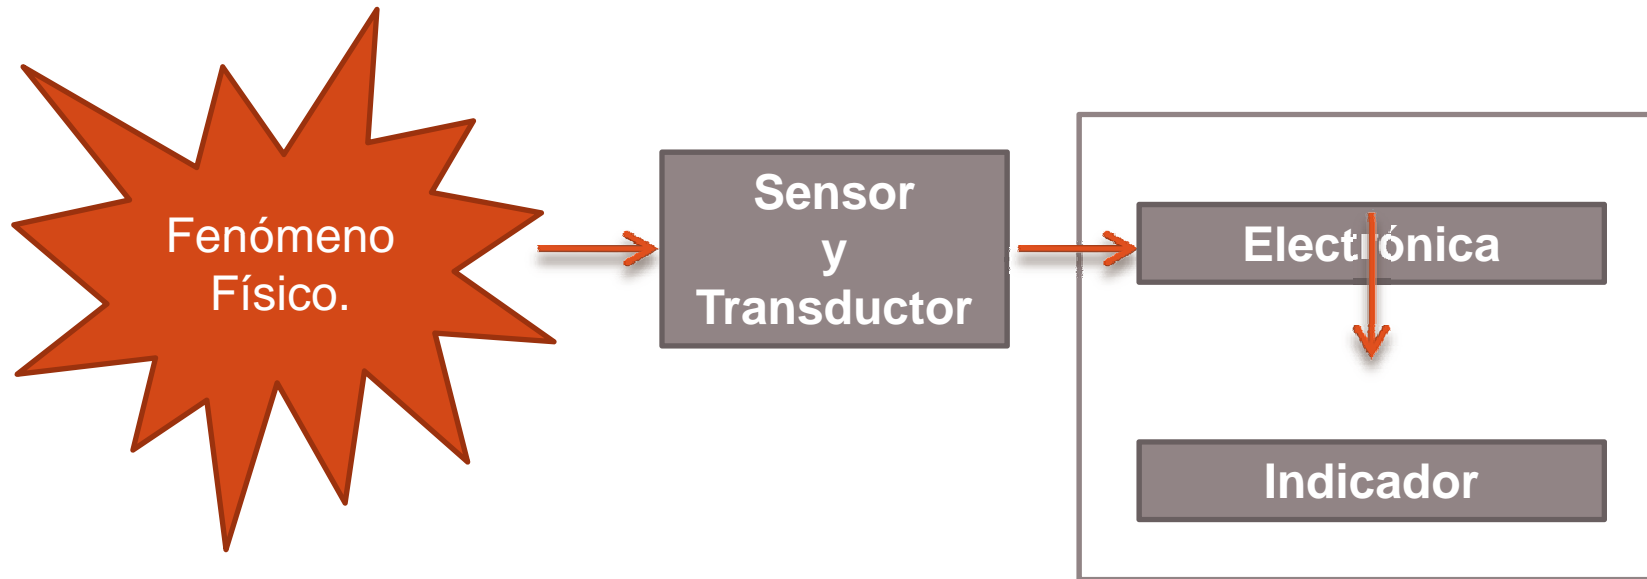 Fenómeno
Físico.
Sensor
y
Transductor
Electrónica
Indicador